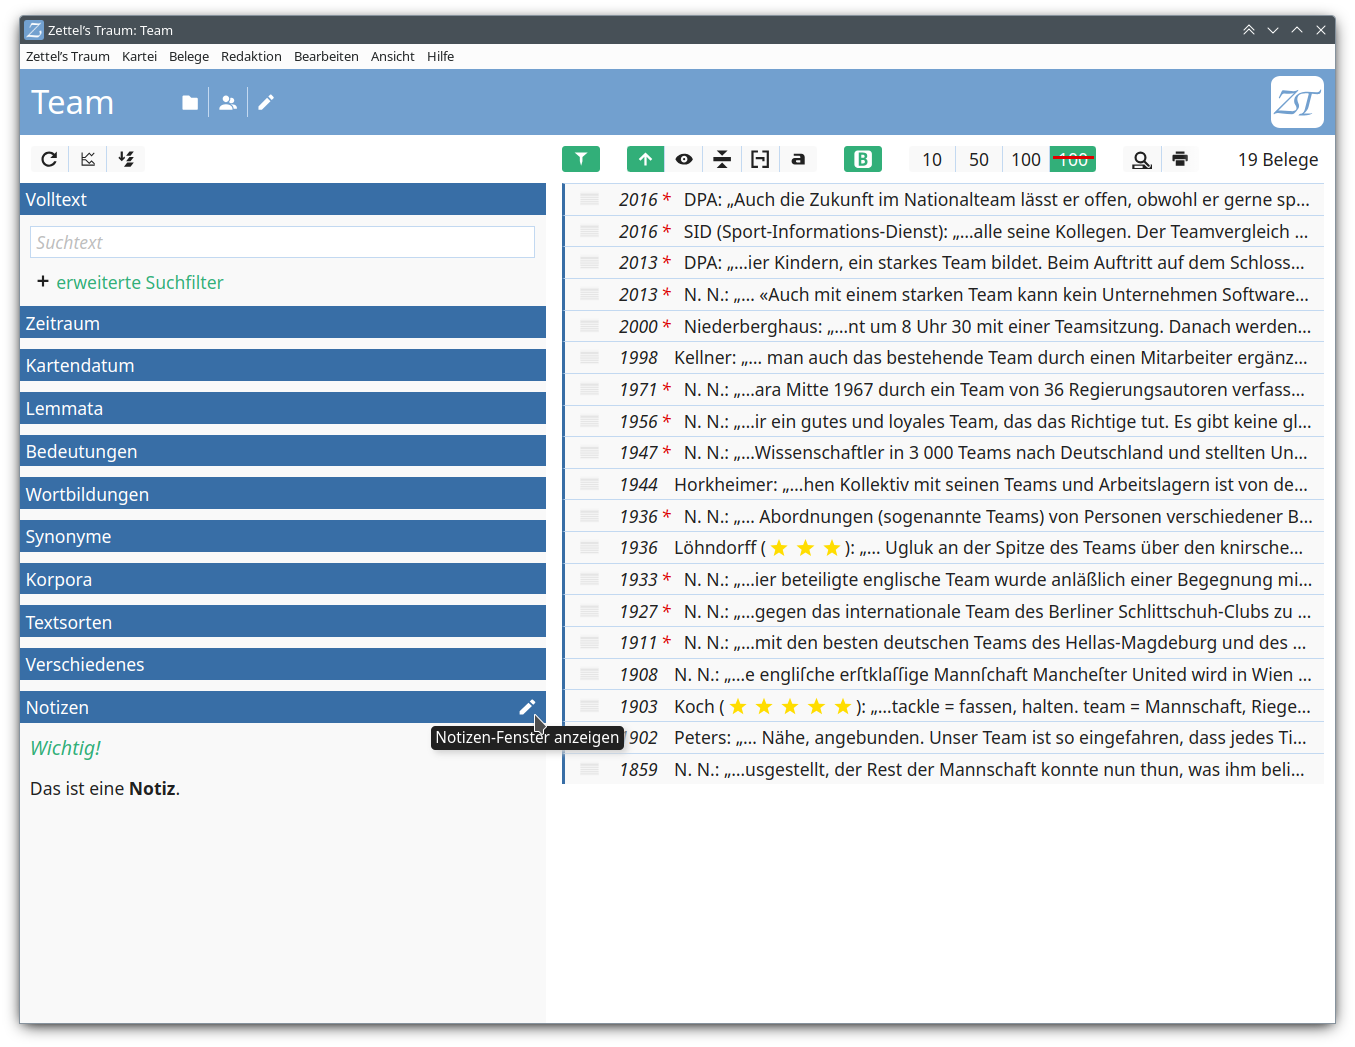 Zettel’s Traum: Team
Zettel’s Traum Kartei Belege Redaktion Bearbeiten Ansicht Hilfe
Team
ZT
B 10 50 100 100 19 Belege
Volltext
Suchtext
+ erweiterte Suchfilter
Zeitraum
Kartendatum
Lemmata
Bedeutungen
Wortbildungen
Synonyme
Korpora
Textsorten
Verschiedenes
Notizen
Notizen-Fenster anzeigen
Wichtig!
Das ist eine Notiz.
2016 * DPA: „Auch die Zukunft im Nationalteam lässt er offen, obwohl er gerne sp…
2016 * SID (Sport-Informations-Dienst): „…alle seine Kollegen. Der Teamvergleich …
2013 * DPA: „…ier Kindern, ein starkes Team bildet. Beim Auftritt auf dem Schloss…
2013 * N. N.: „… «Auch mit einem starken Team kann kein Unternehmen Software…
2000 * Niederberghaus: „…nt um 8 Uhr 30 mit einer Teamsitzung. Danach werden…
1998 Kellner: „… man auch das bestehende Team durch einen Mitarbeiter ergänz…
1971 * N. N.: „…ara Mitte 1967 durch ein Team von 36 Regierungsautoren verfass…
1956 * N. N.: „…ir ein gutes und loyales Team, das das Richtige tut. Es gibt keine gl…
1947 * N. N.: „…Wissenschaftler in 3 000 Teams nach Deutschland und stellten Un…
1944 Horkheimer: „…hen Kollektiv mit seinen Teams und Arbeitslagern ist von de…
1936 * N. N.: „… Abordnungen (sogenannte Teams) von Personen verschiedener B…
1936 Löhndorff (★ ★ ★): „… Ugluk an der Spitze des Teams über den knirsche…
1933 * N. N.: „…ier beteiligte englische Team wurde anläßlich einer Begegnung mi…
1927 * N. N.: „…gegen das internationale Team des Berliner Schlittschuh-Clubs zu …
1911 * N. N.: „…mit den besten deutschen Teams des Hellas-Magdeburg und des …
1908 N. N.: „…e engliſche erſtklaſſige Mannſchaft Mancheſter United wird in Wien …
1903 Koch (★ ★ ★ ★ ★): „…tackle = fassen, halten. team = Mannschaft, Riege…
902 Peters: „… Nähe, angebunden. Unser Team ist so eingefahren, dass jedes Ti…
1859 N. N.: „…usgestellt, der Rest der Mannschaft konnte nun thun, was ihm beli…